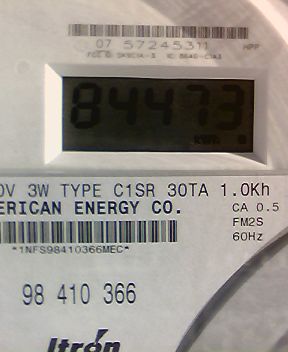 07 57245311
HPP
84473
0V 3W TYPE C1SR 30TA 1.0Kh
ERICAN ENERGY CO.
CA 0.5
FM2S
60Hz
*1NFS98410366MEC*
98 410 366
Itron